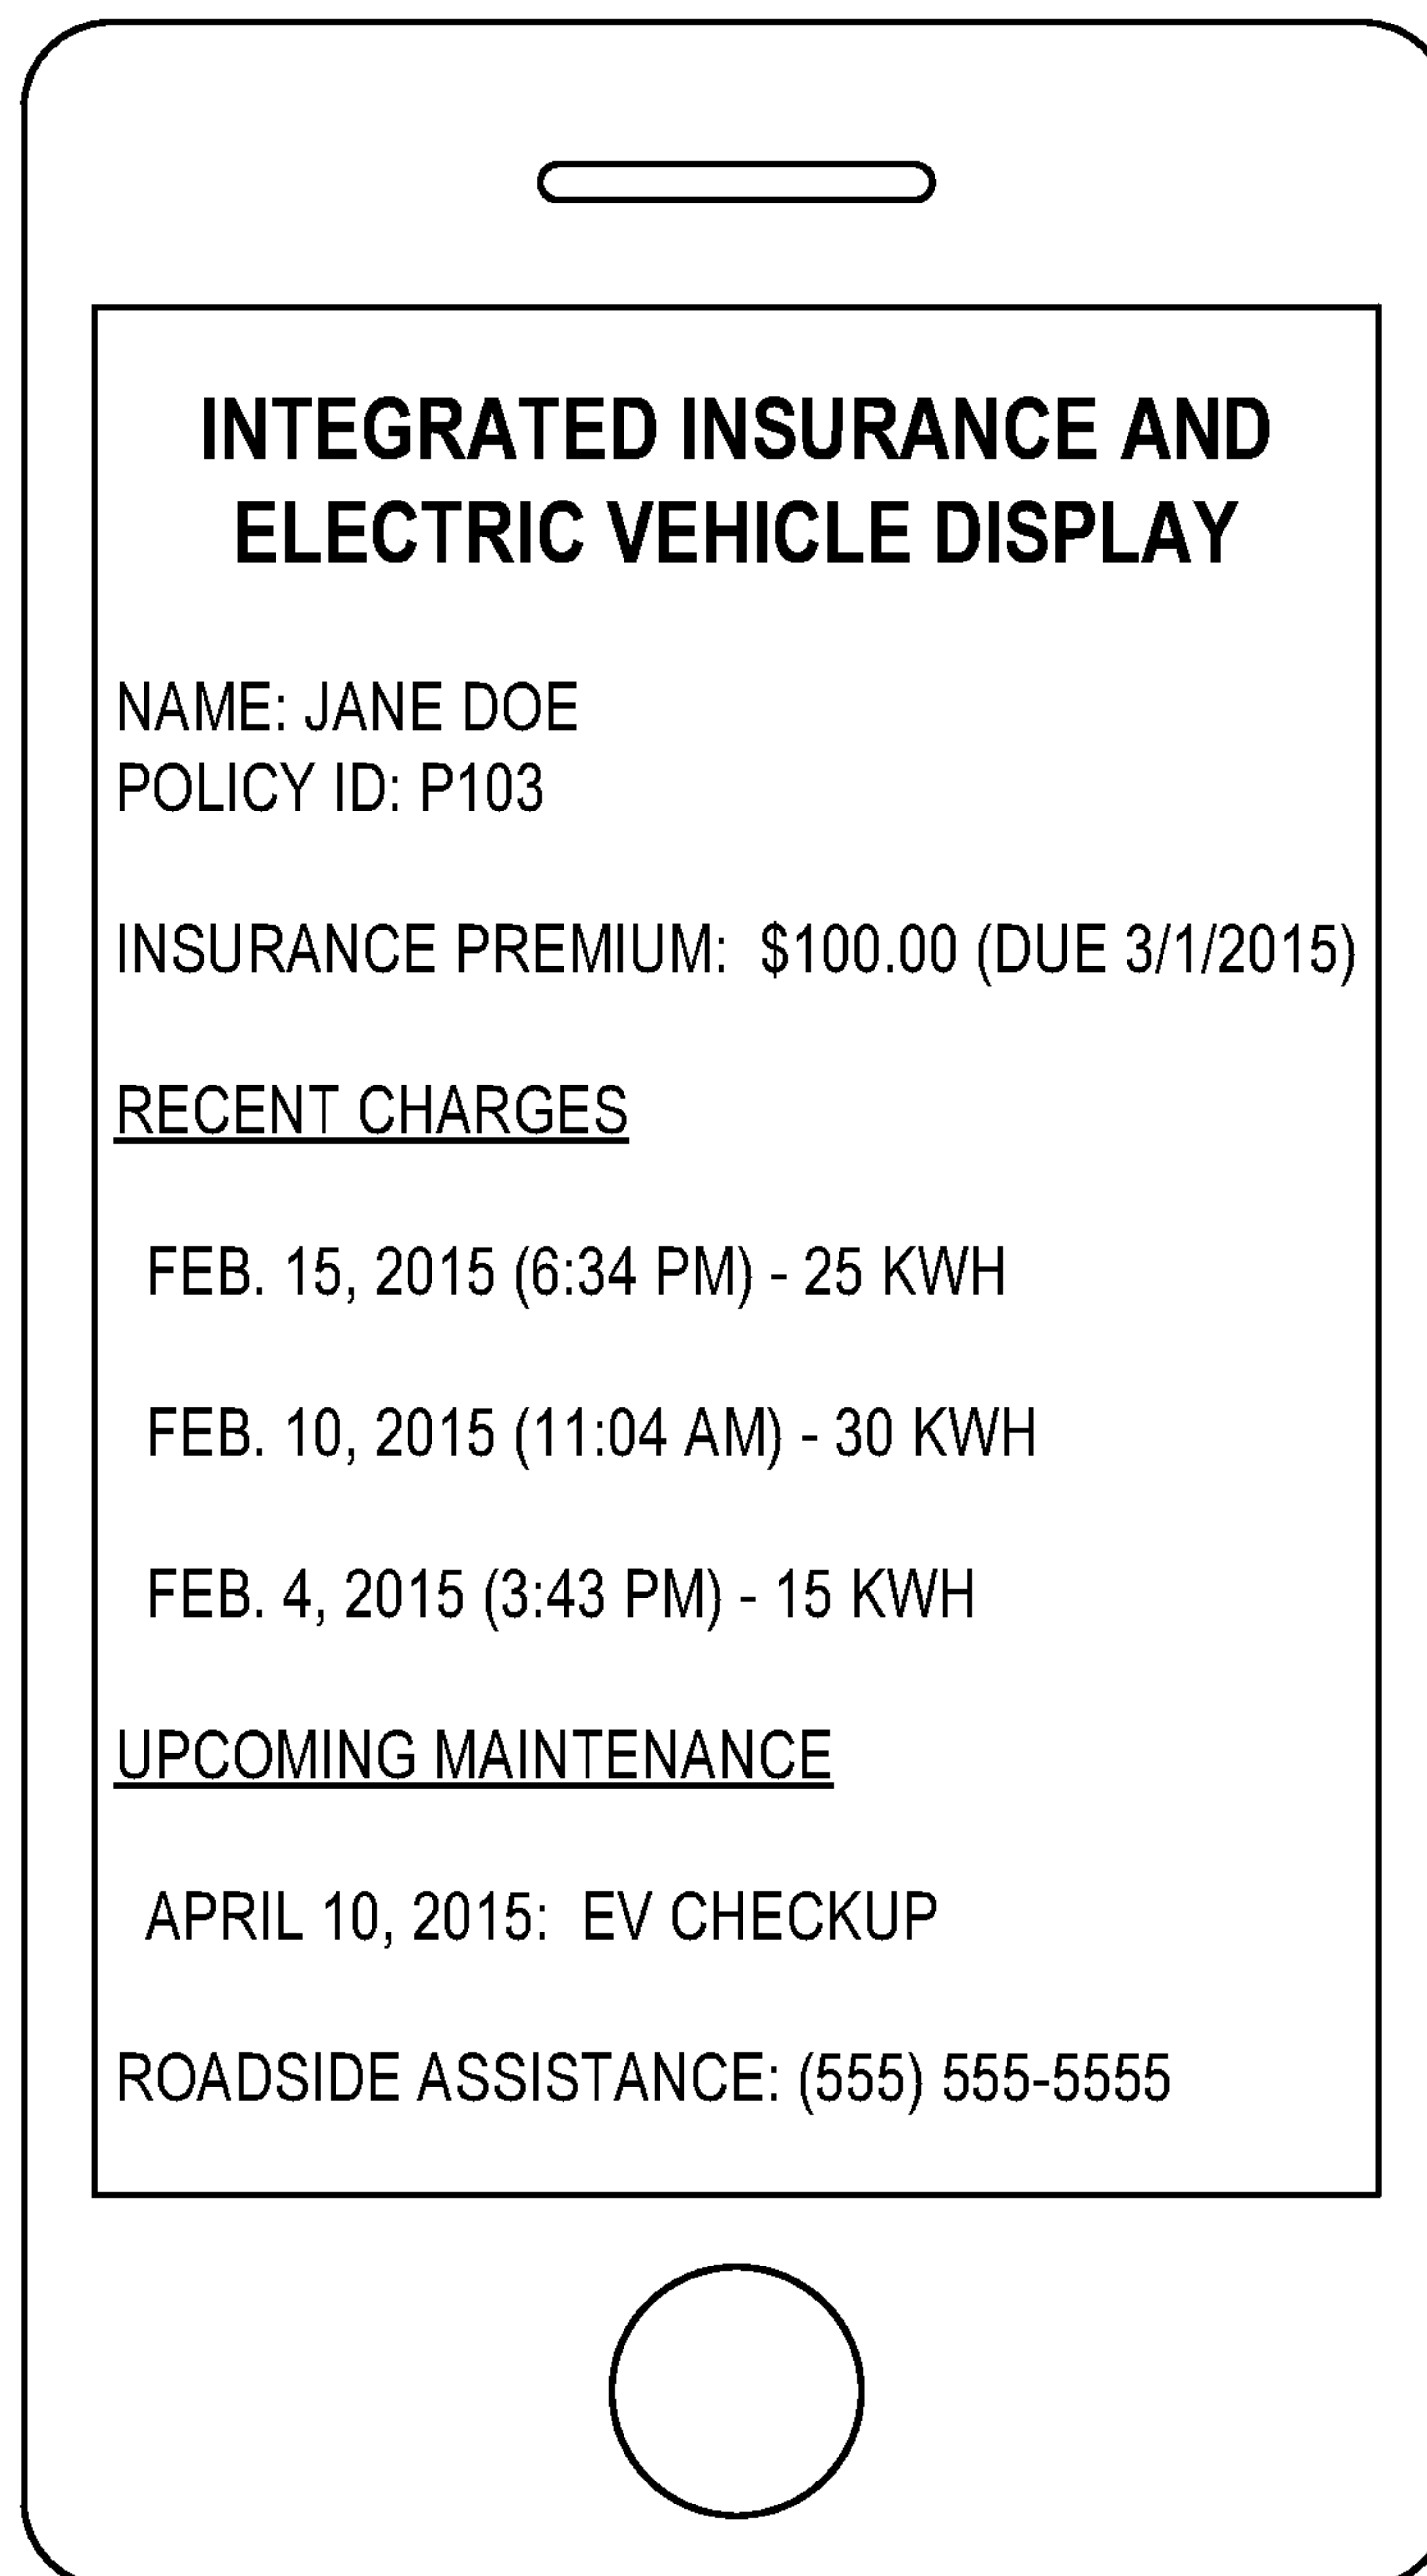 INTEGRATED INSURANCE AND
ELECTRIC VEHICLE DISPLAY
NAME: JANE DOE
POLICY ID: P103
INSURANCE PREMIUM: $100.00 (DUE 3/1/2015)
RECENT CHARGES
FEB. 15, 2015 (6:34 PM) - 25 KWH
FEB. 10, 2015 (11:04 AM) - 30 KWH
FEB. 4, 2015 (3:43 PM) - 15 KWH
UPCOMING MAINTENANCE
APRIL 10, 2015: EV CHECKUP
ROADSIDE ASSISTANCE: (555) 555-5555